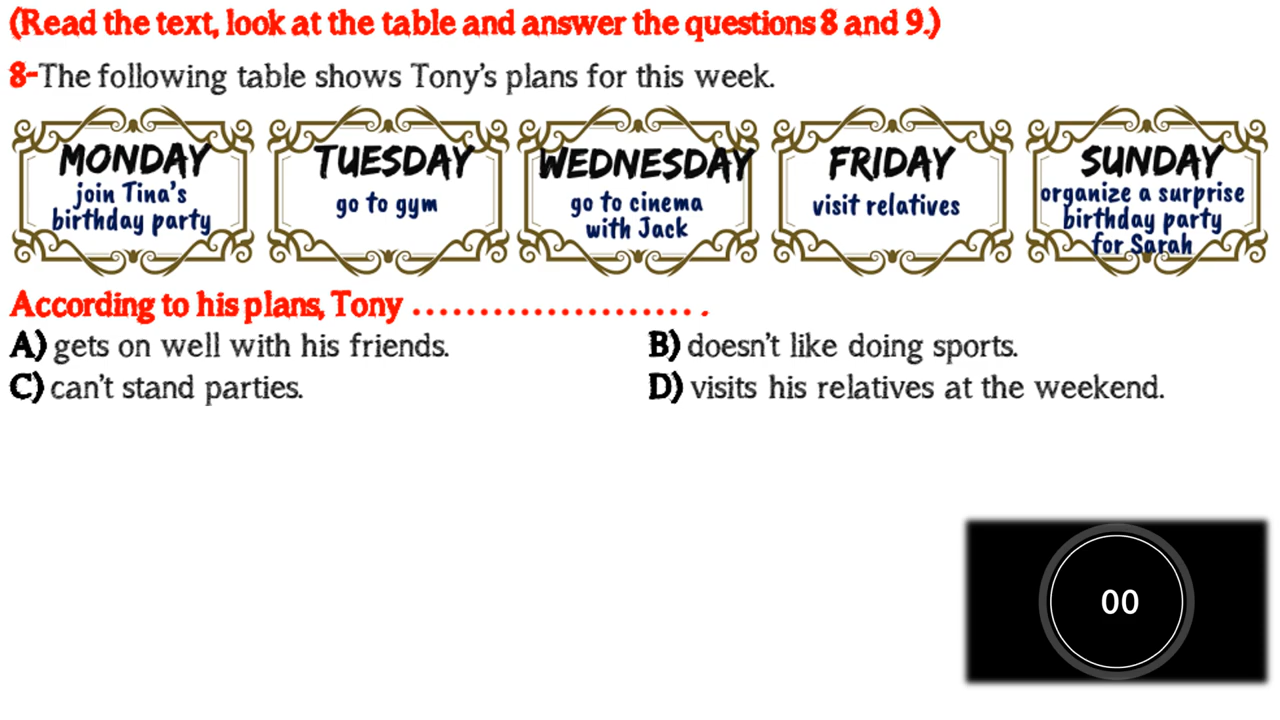 (Read the text, look at the table and answer the questions 8 and 9.)
8-The following table shows Tony's plans for this week.
MONDAY
join Tina's
birthday party
TUESDAY
go to gym
WEDNESDAY
go to cinema
with Jack
FRIDAY
visit relatives
SUNDAY
organize a surprise
birthday party
for Sarah
According to his plans, Tony ..................... .
A) gets on well with his friends.
B) doesn't like doing sports.
C) can't stand parties.
D) visits his relatives at the weekend.
00